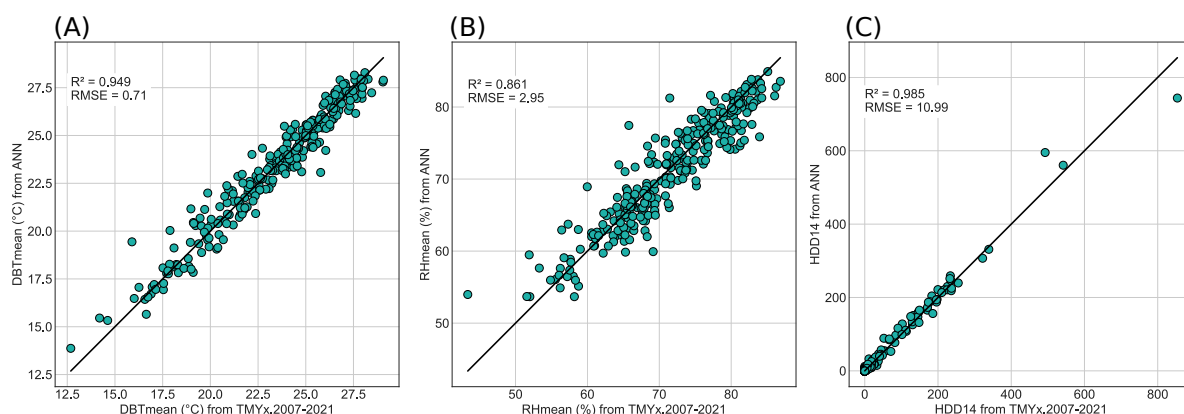 (A)
R² = 0.949
RMSE = 0.71
DBTmean (°C) from ANN
27.5
25.0
22.5
20.0
17.5
15.0
12.5
12.5 15.0 17.5 20.0 22.5 25.0 27.5
DBTmean (°C) from TMYx.2007-2021
(B)
R² = 0.861
RMSE = 2.95
RHmean (%) from ANN
80
70
60
50
50 60 70 80
RHmean (%) from TMYx.2007-2021
(C)
R² = 0.985
RMSE = 10.99
HDD14 from ANN
800
600
400
200
0
0 200 400 600 800
HDD14 from TMYx.2007-2021